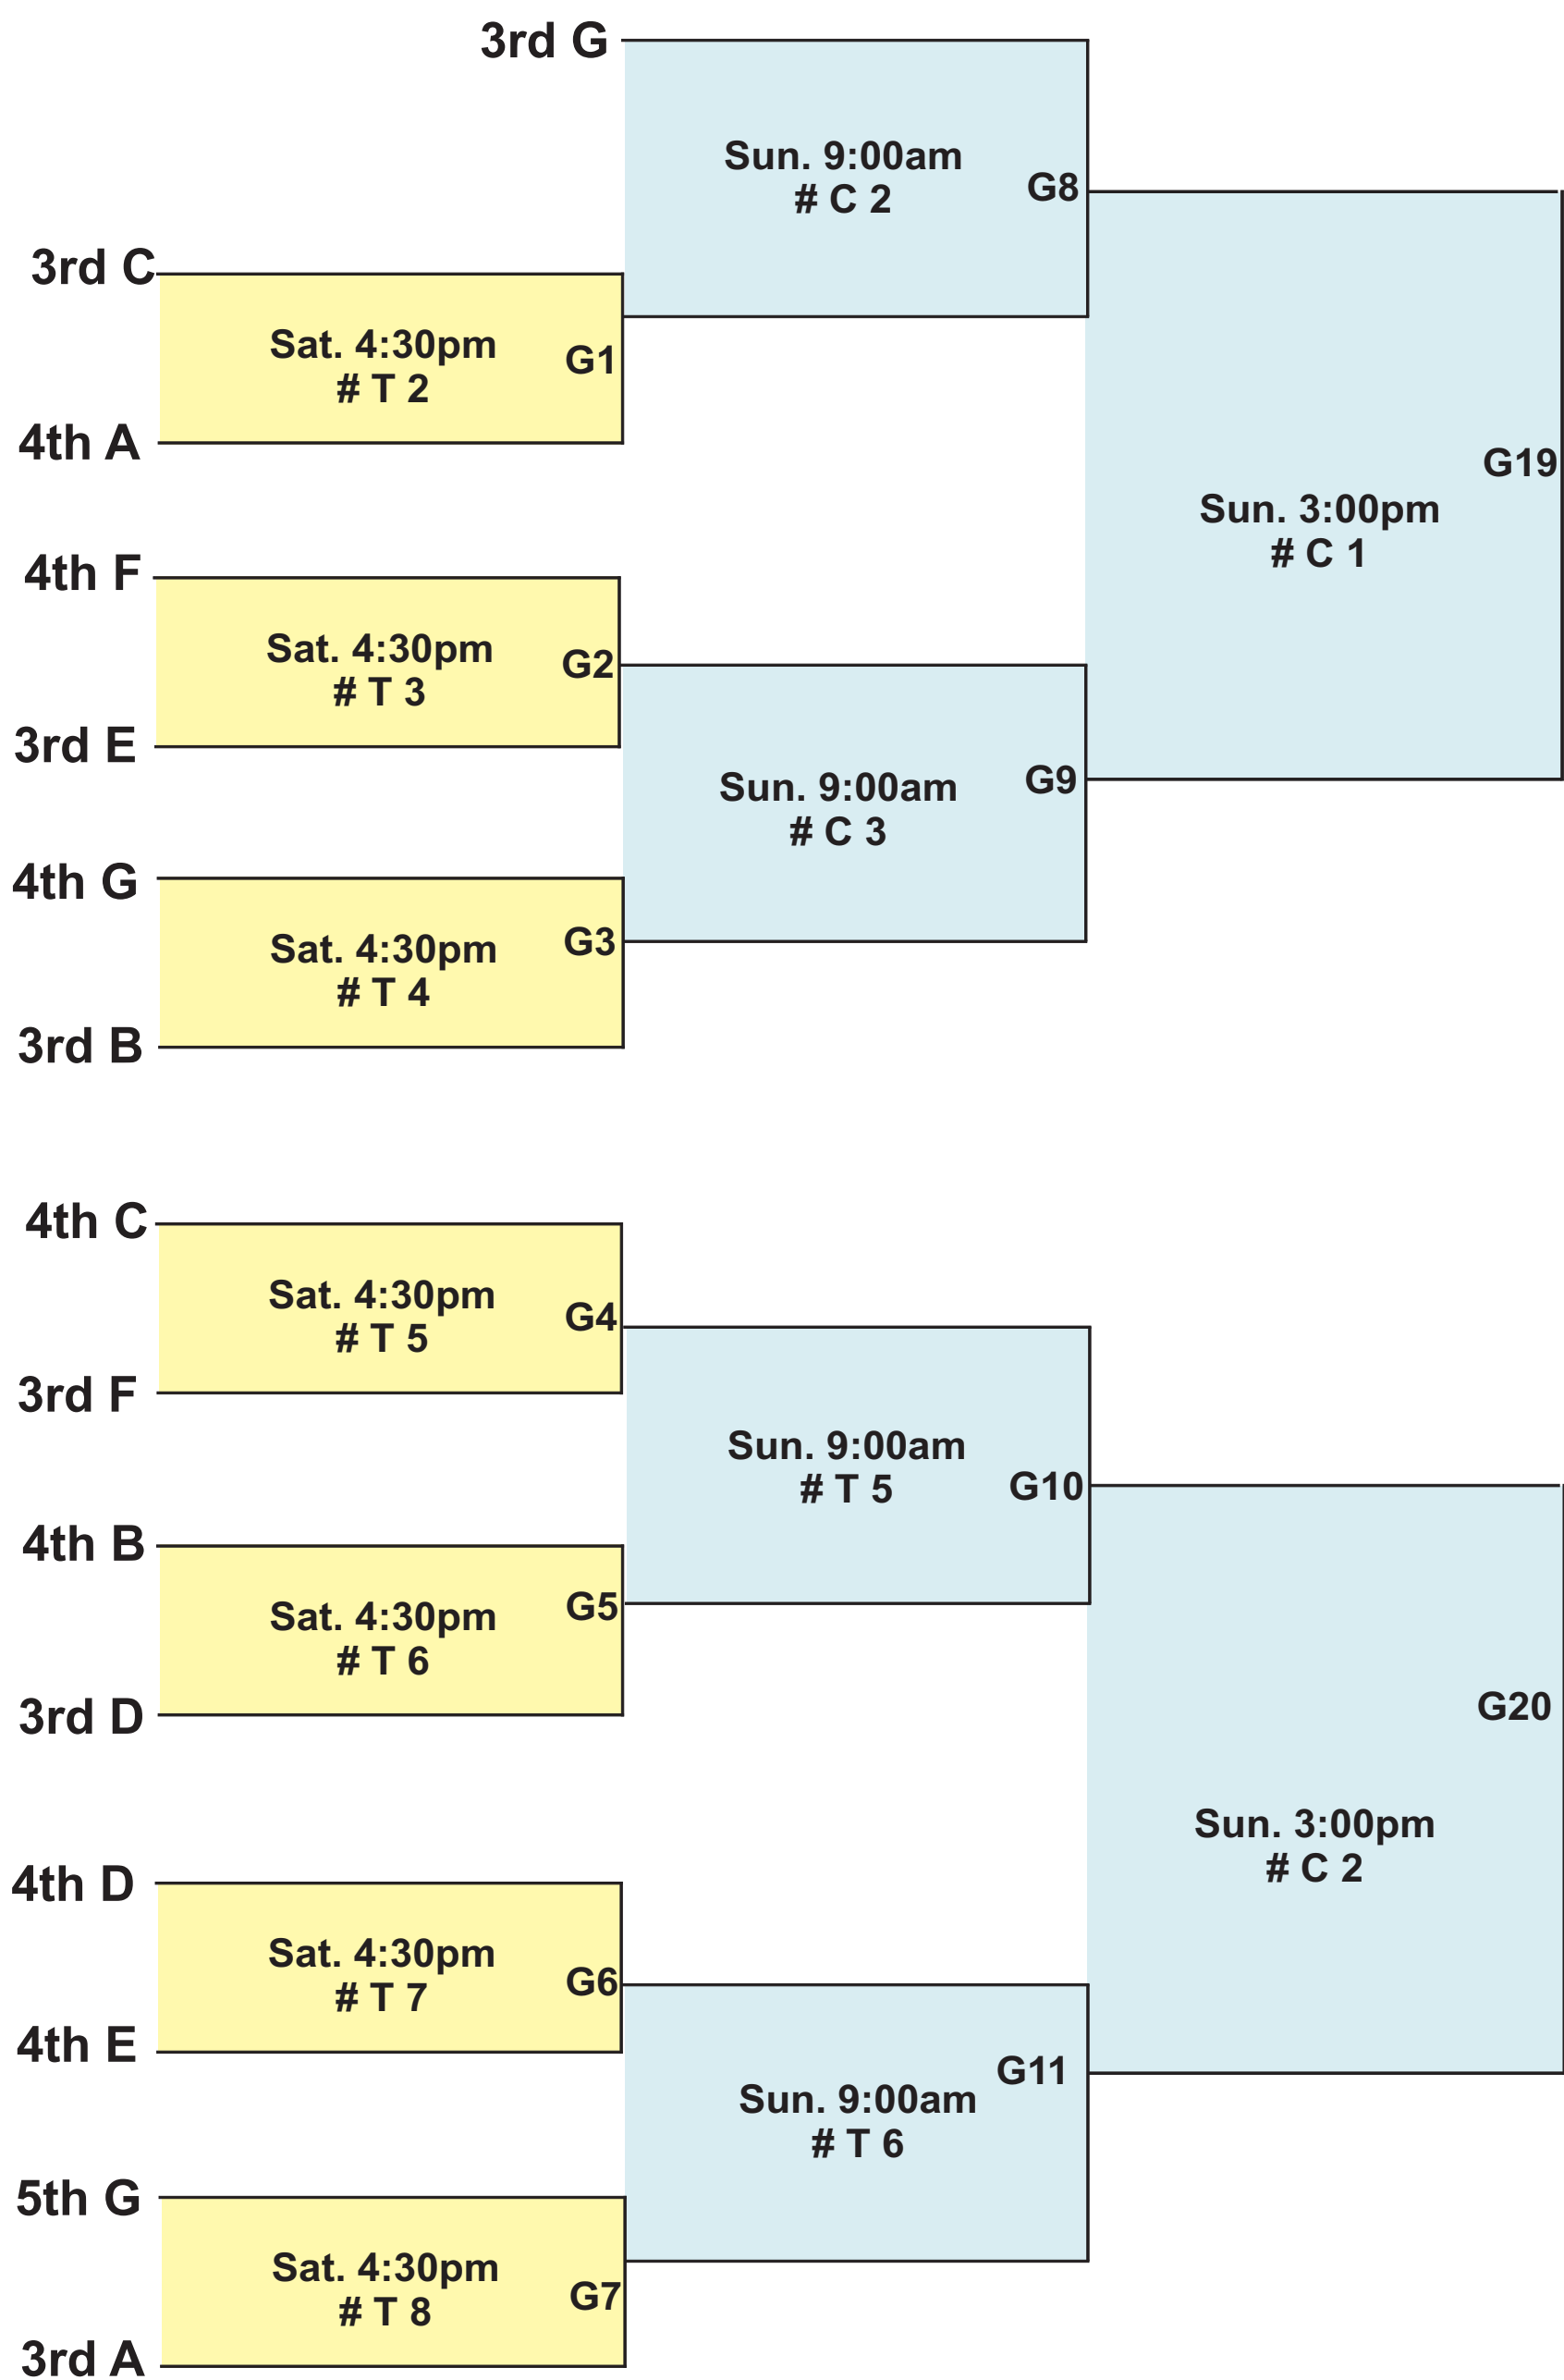 3rd G
Sun. 9:00am
# C 2
G8
3rd C
Sat. 4:30pm
# T 2
G1
4th A
G19
Sun. 3:00pm
# C 1
4th F
Sat. 4:30pm
# T 3
G2
3rd E
Sun. 9:00am
# C 3
G9
4th G
Sat. 4:30pm
# T 4
G3
3rd B
4th C
Sat. 4:30pm
# T 5
G4
3rd F
Sun. 9:00am
# T 5
G10
4th B
Sat. 4:30pm
# T 6
G5
3rd D
G20
Sun. 3:00pm
# C 2
4th D
Sat. 4:30pm
# T 7
G6
4th E
Sun. 9:00am
# T 6
G11
5th G
Sat. 4:30pm
# T 8
G7
3rd A